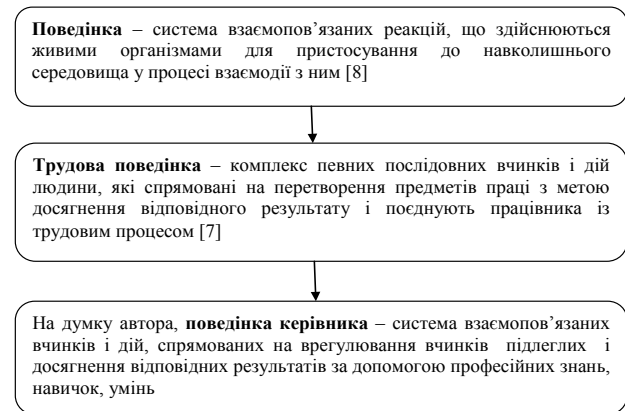 Поведінка – система взаємопов’язаних реакцій, що здійснюються
живими організмами для пристосування до навколишнього
середовища у процесі взаємодії з ним [8]
Трудова поведінка – комплекс певних послідовних вчинків і дій
людини, які спрямовані на перетворення предметів праці з метою
досягнення відповідного результату і поєднують працівника із
трудовим процесом [7]
На думку автора, поведінка керівника – система взаємопов’язаних
вчинків і дій, спрямованих на врегулювання вчинків підлеглих і
досягнення відповідних результатів за допомогою професійних знань,
навичок, умінь